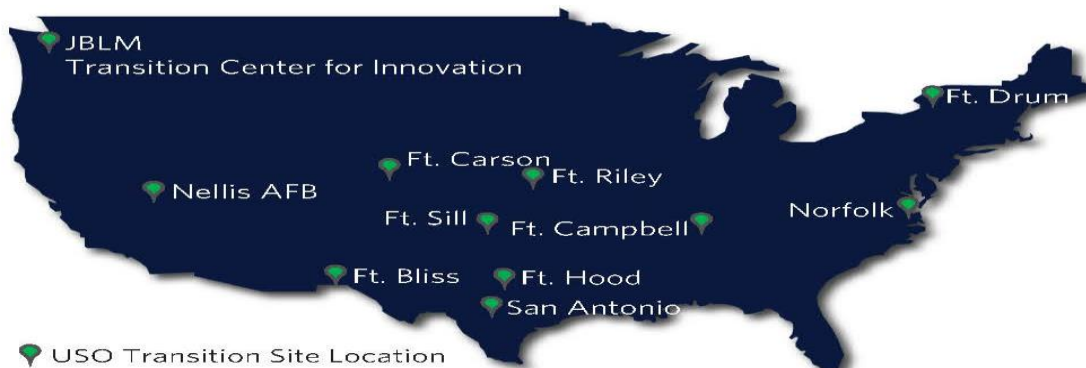 JBLM
Transition Center for Innovation
Ft. Drum
Ft. Carson
Ft. Riley
Nellis AFB
Norfolk
Ft. Sill
Ft. Campbell
Ft. Bliss
Ft. Hood
San Antonio
USO Transition Site Location